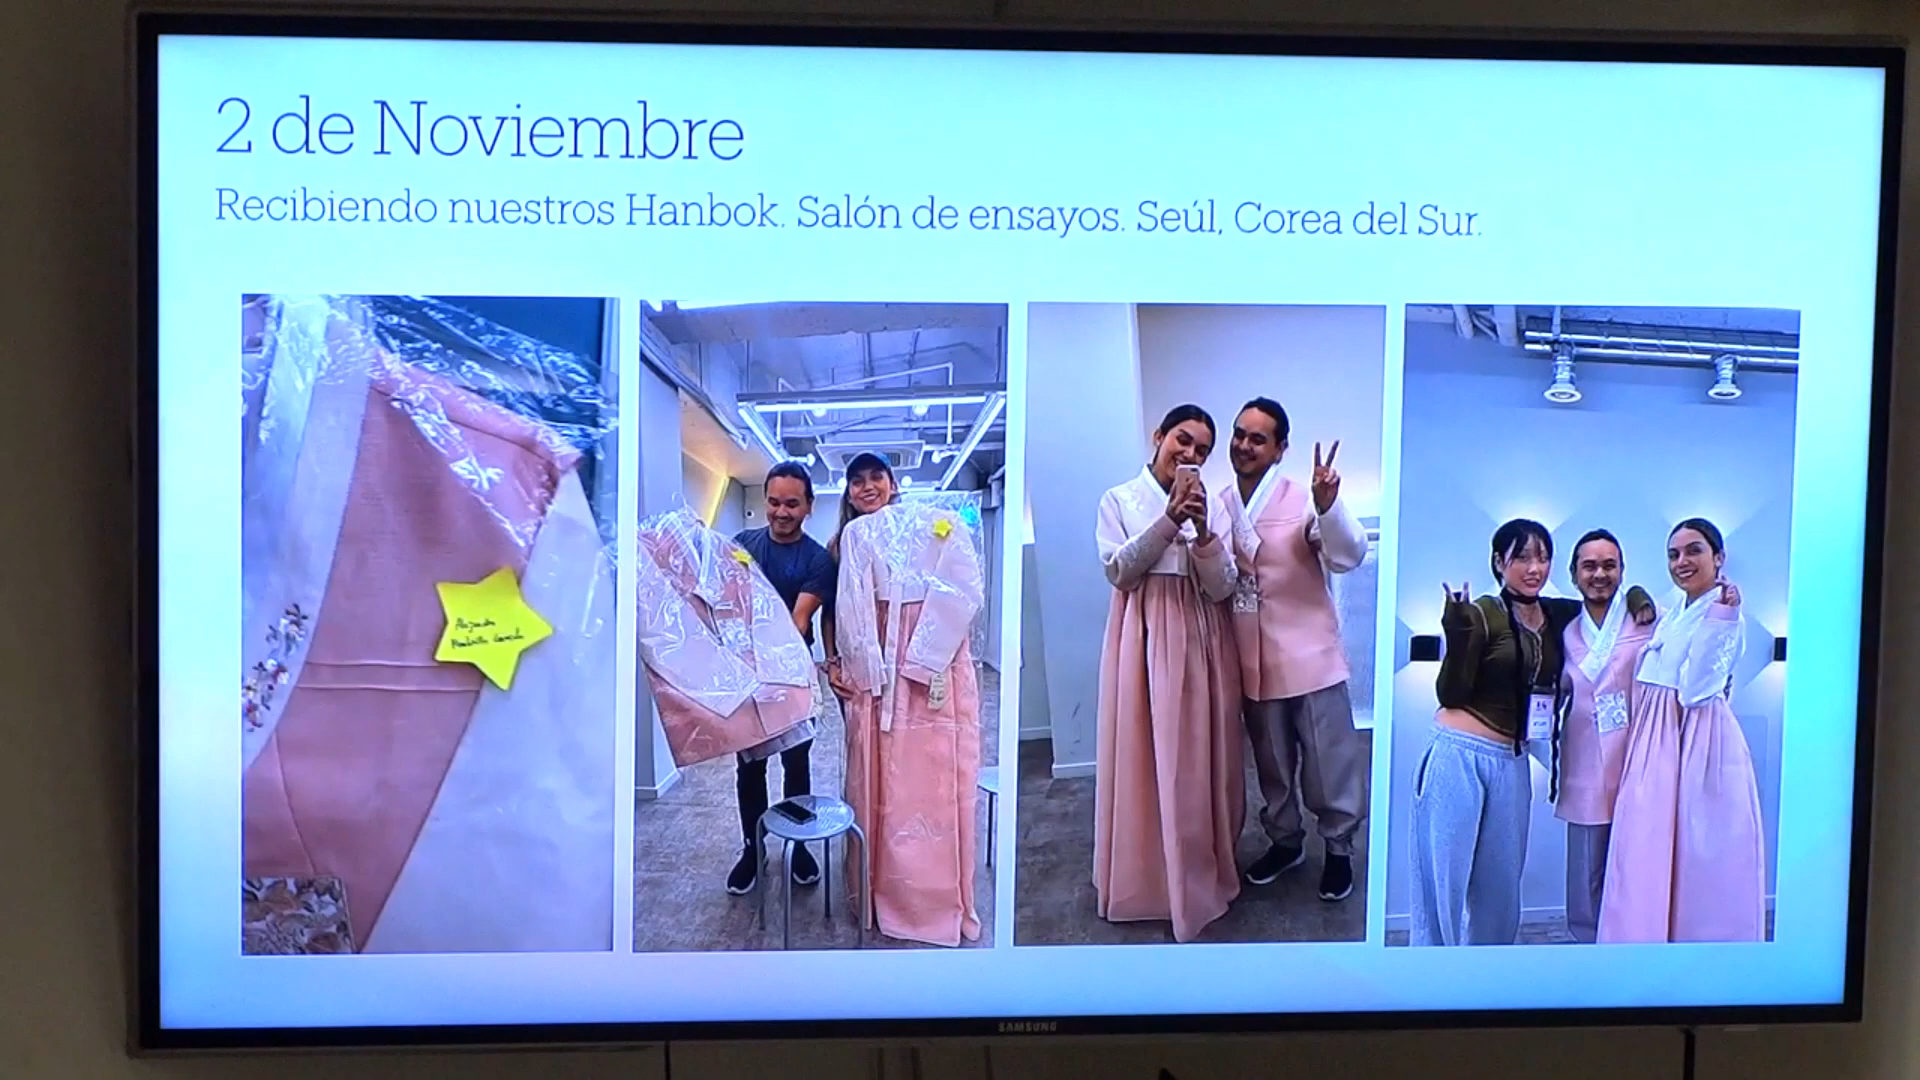 2 de Noviembre
Recibiendo nuestros Hanbok. Salón de ensayos. Seúl, Corea del Sur.
SAMSUNG